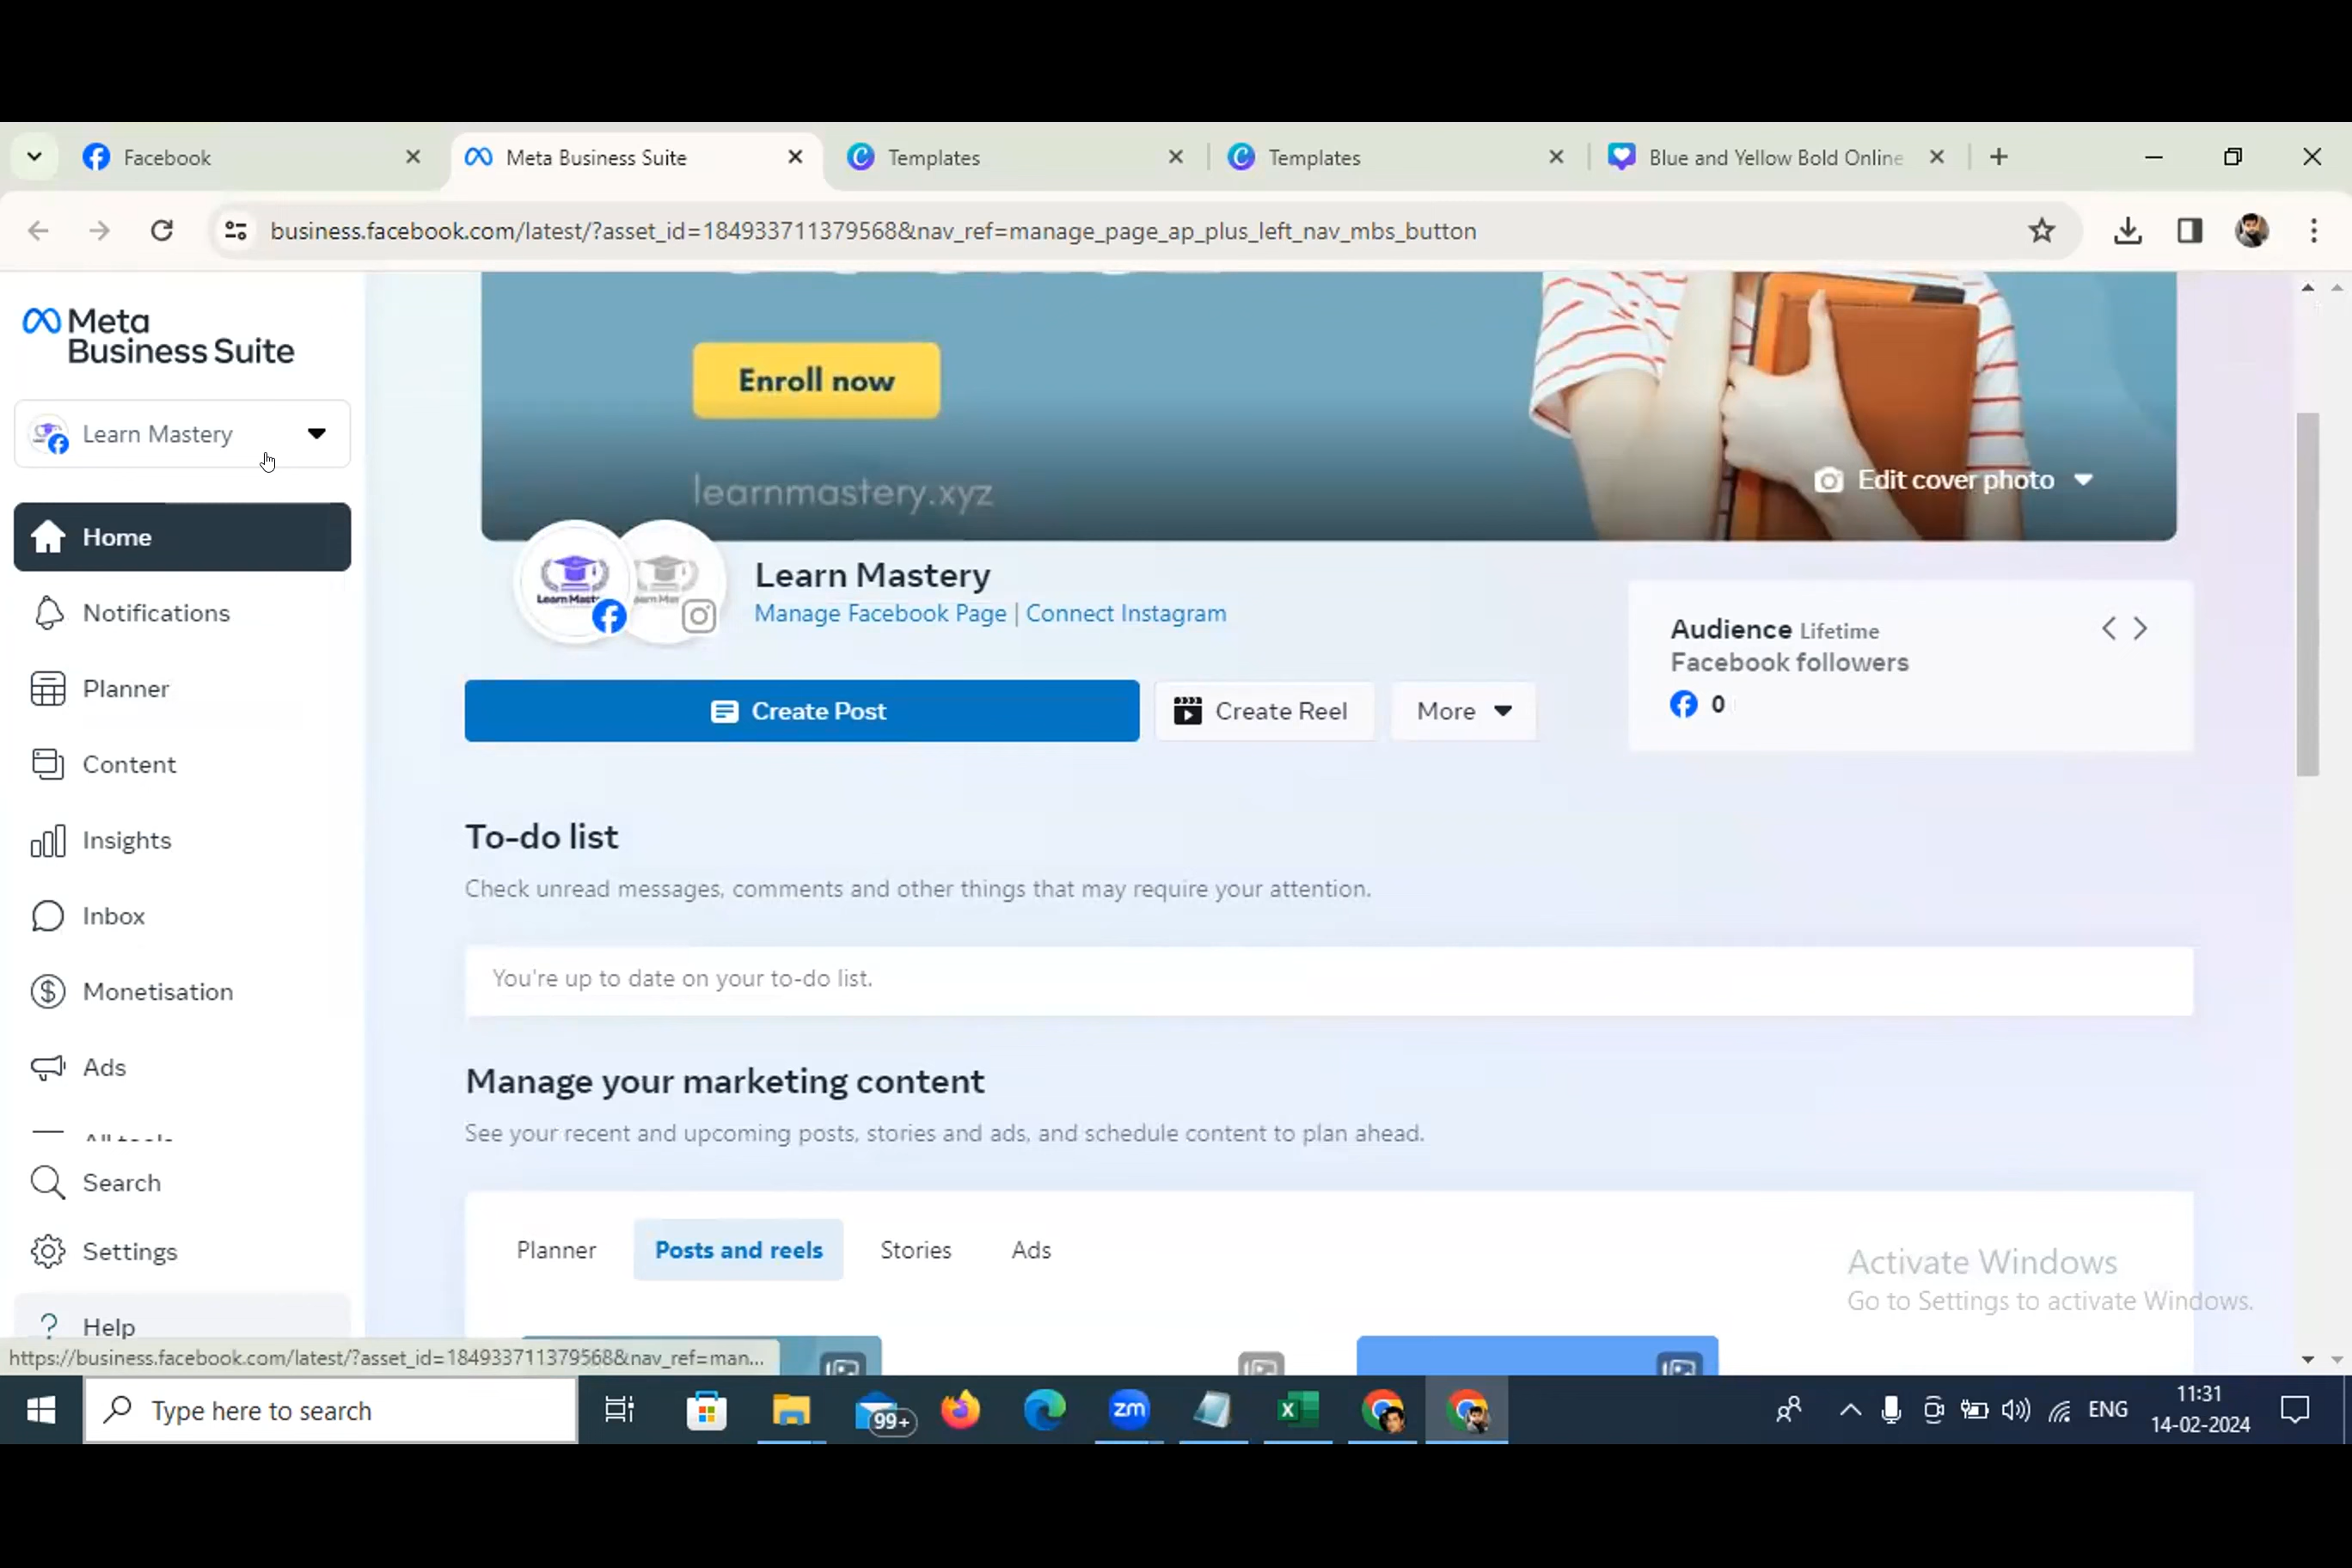 Facebook
Meta Business Suite
Templates
Templates
Blue and Yellow Bold Online
business.facebook.com/latest/?asset_id=184933711379568&nav_ref=manage_page_ap_plus_left_nav_mbs_button
Meta
Business Suite
Learn Mastery
Home
Notifications
Planner
Content
Insights
Inbox
Monetisation
Ads
All tools
Search
Settings
Help
Enroll now
learnmastery.xyz
Edit cover photo
Learn Mastery
Manage Facebook Page | Connect Instagram
Audience Lifetime
Facebook followers
0
Create Post
Create Reel
More
To-do list
Check unread messages, comments and other things that may require your attention.
You're up to date on your to-do list.
Manage your marketing content
See your recent and upcoming posts, stories and ads, and schedule content to plan ahead.
Planner
Posts and reels
Stories
Ads
Activate Windows
Go to Settings to activate Windows.
https://business.facebook.com/latest/?asset_id=184933711379568&nav_ref=man...
Type here to search
99+
zm
ENG
11:31
14-02-2024